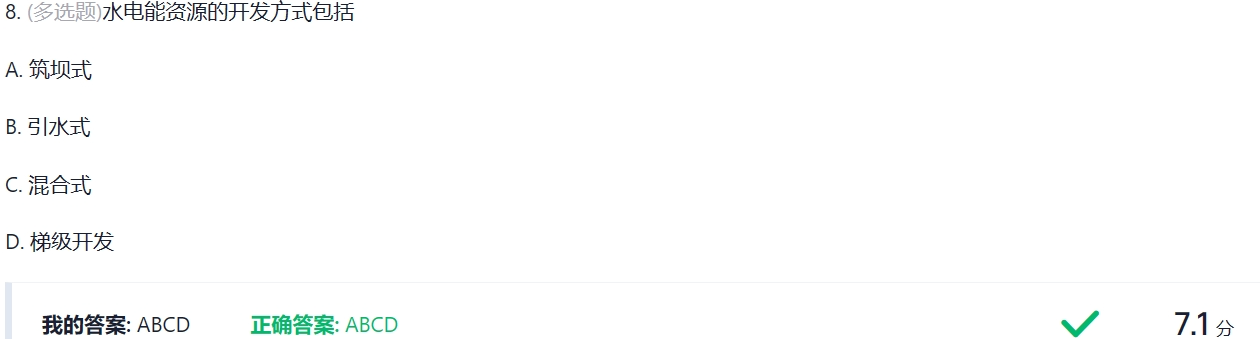 8. (多选题)水电能资源的开发方式包括
A. 筑坝式
B. 引水式
C. 混合式
D. 梯级开发
我的答案: ABCD 正确答案: ABCD 7.1 分